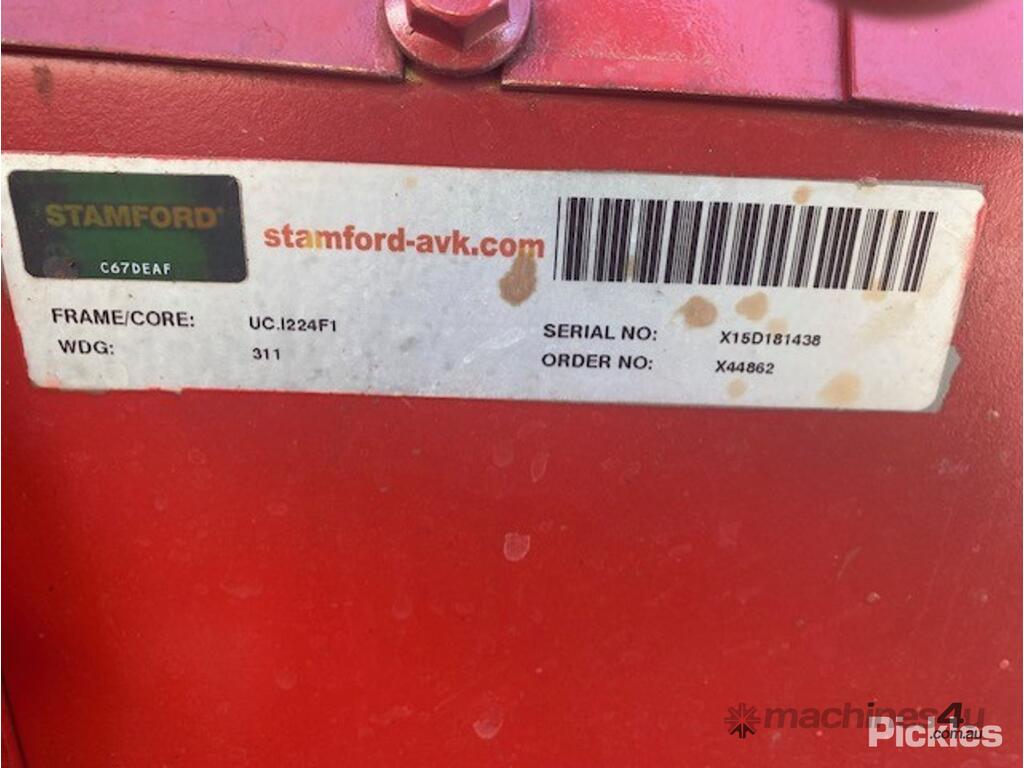 STAMFORD®
C67DEAF
stamford-avk.com
FRAME/CORE: UC.I224F1
WDG: 311
SERIAL NO: X15D181438
ORDER NO: X44862
machines4u
.com.au
Pickles